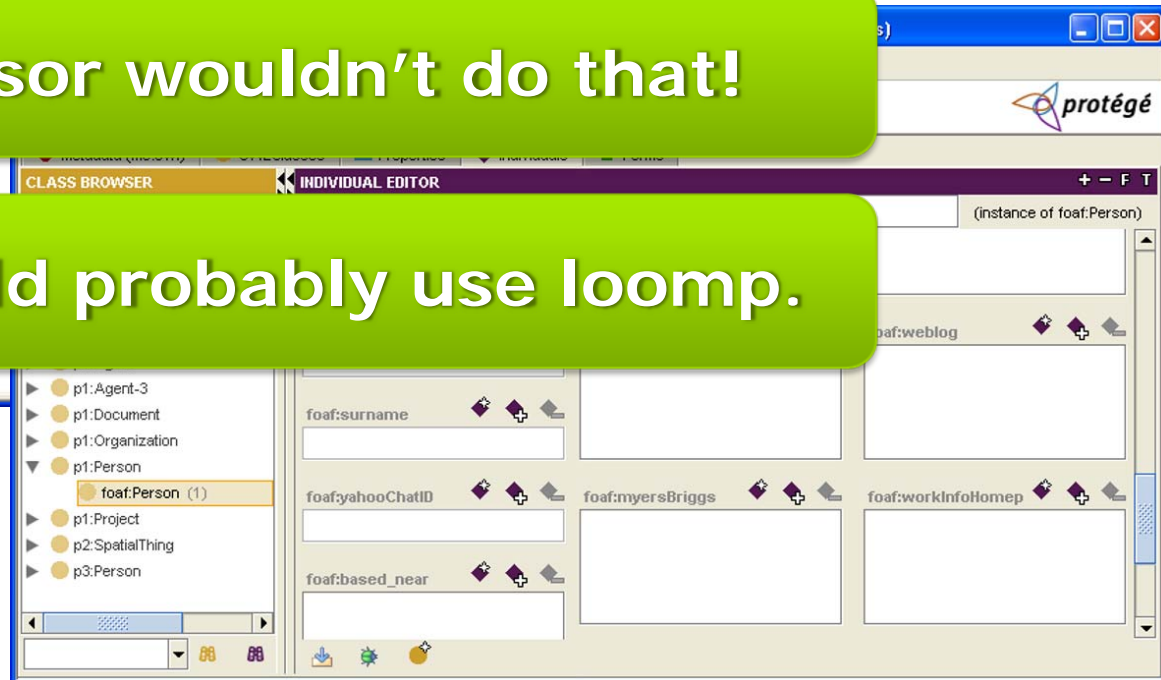 s)
sor wouldn't do that!
protégé
CLASS BROWSER
INDIVIDUAL EDITOR
+ − F T
(instance of foaf:Person)
ld probably use loomp.
oaf:weblog
p1:Agent-3
p1:Document
p1:Organization
p1:Person
foaf:Person (1)
p1:Project
p2:SpatialThing
p3:Person
foaf:surname
foaf:yahooChatID
foaf:myersBriggs
foaf:workInfoHomep
foaf:based_near